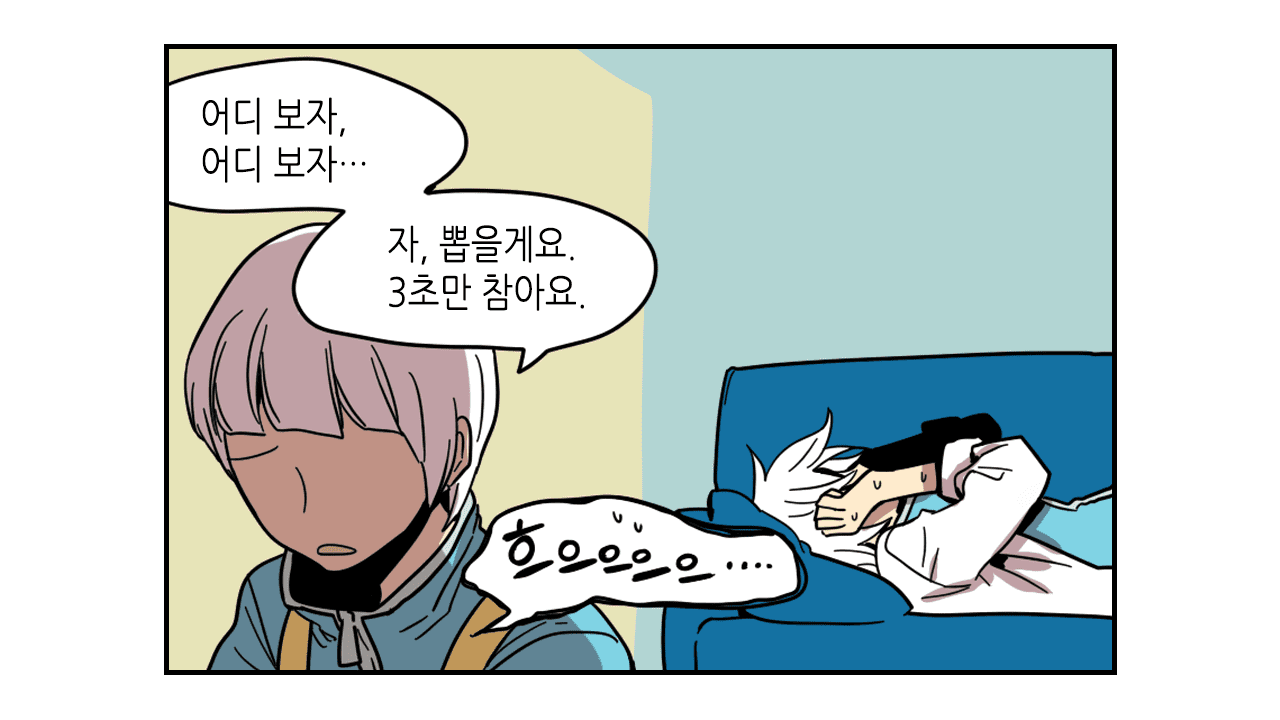 어디 보자,
어디 보자…
자, 뽑을게요.
3초만 참아요.
흐으으으으....